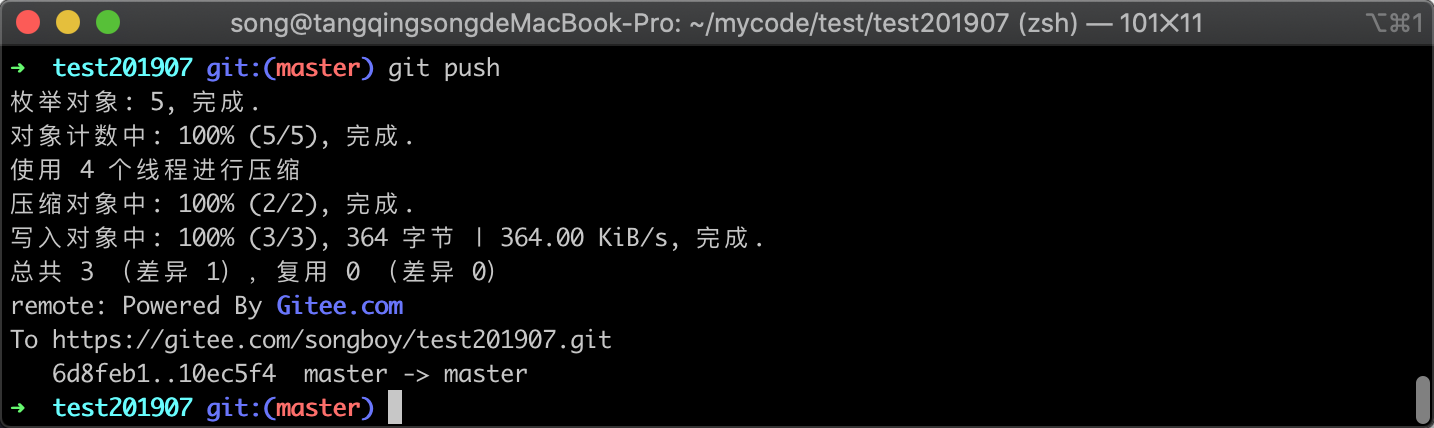 song@tangqingsongdeMacBook-Pro: ~/mycode/test/test201907 (zsh) — 101×11 ⌥⌘1
➜ test201907 git:(master) git push
枚举对象: 5, 完成.
对象计数中: 100% (5/5), 完成.
使用 4 个线程进行压缩
压缩对象中: 100% (2/2), 完成.
写入对象中: 100% (3/3), 364 字节 | 364.00 KiB/s, 完成.
总共 3 （差异 1），复用 0 （差异 0）
remote: Powered By Gitee.com
To https://gitee.com/songboy/test201907.git
   6d8feb1..10ec5f4  master -> master
➜ test201907 git:(master)